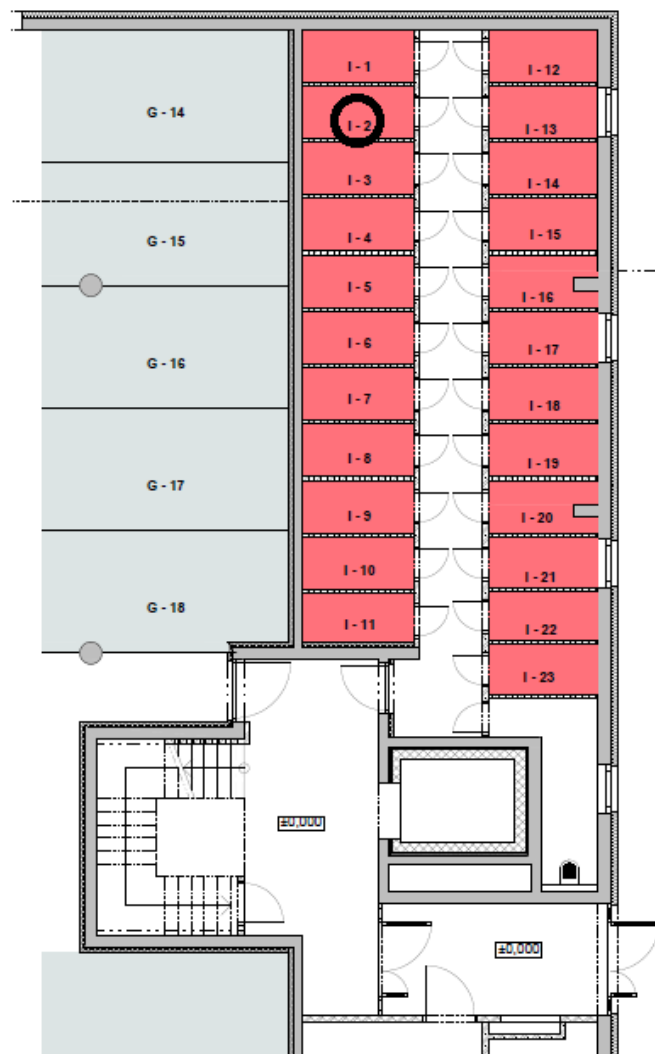 G - 14
G - 15
G - 16
G - 17
G - 18
I - 1
I - 2
I - 3
I - 4
I - 5
I - 6
I - 7
I - 8
I - 9
I - 10
I - 11
I - 12
I - 13
I - 14
I - 15
I - 16
I - 17
I - 18
I - 19
I - 20
I - 21
I - 22
I - 23
±0,000
±0,000